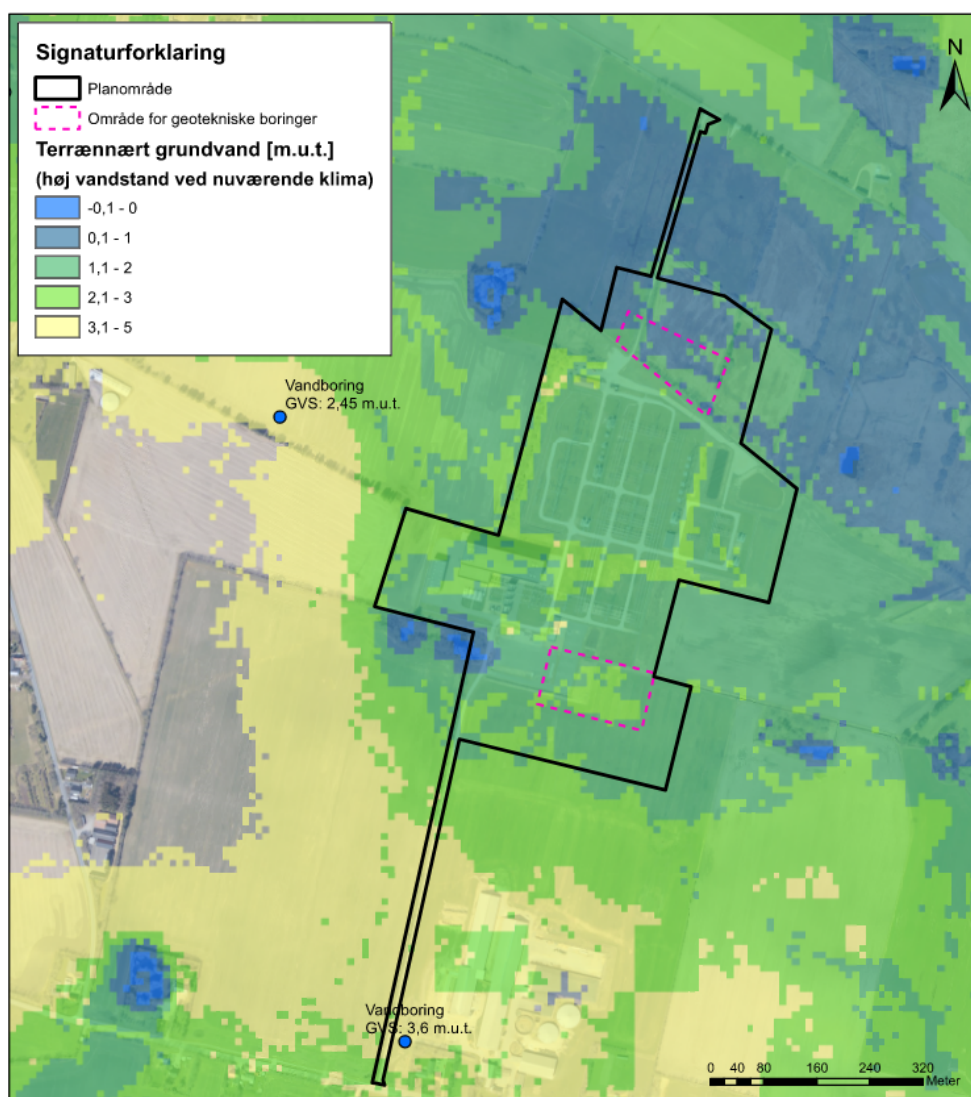 Signaturforklaring
Planområde
Område for geotekniske boringer
Terrænnært grundvand [m.u.t.]
(høj vandstand ved nuværende klima)
-0,1 - 0
0,1 - 1
1,1 - 2
2,1 - 3
3,1 - 5
N
Vandboring
GVS: 2,45 m.u.t.
Vandboring
GVS: 3,6 m.u.t.
0 40 80 160 240 320
Meter